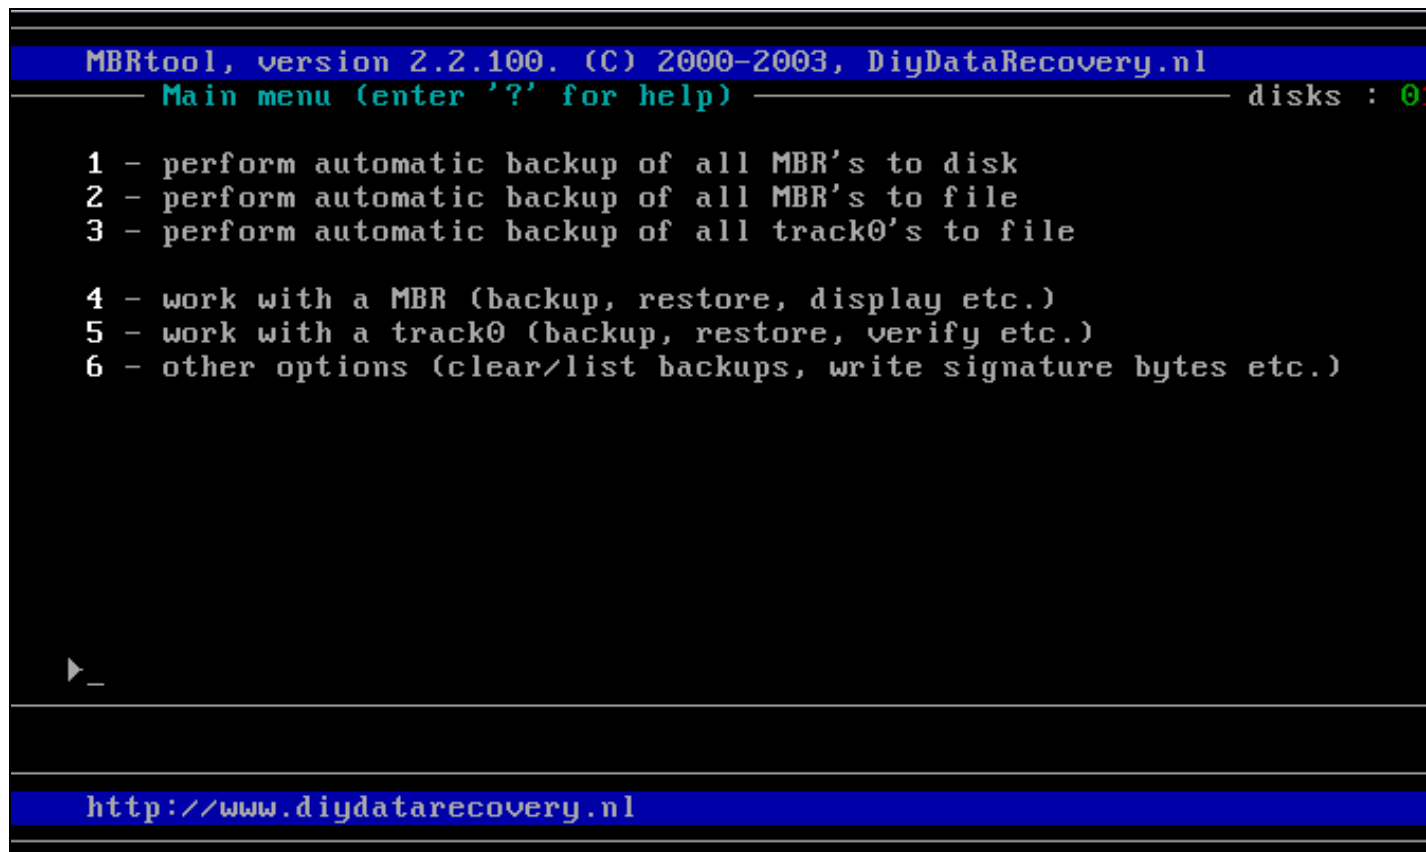 MBRtool, version 2.2.100. (C) 2000-2003, DiyDataRecovery.nl
Main menu (enter '?' for help) disks : 0
1 - perform automatic backup of all MBR's to disk
2 - perform automatic backup of all MBR's to file
3 - perform automatic backup of all track0's to file
4 - work with a MBR (backup, restore, display etc.)
5 - work with a track0 (backup, restore, verify etc.)
6 - other options (clear/list backups, write signature bytes etc.)
_
http://www.diydatarecovery.nl